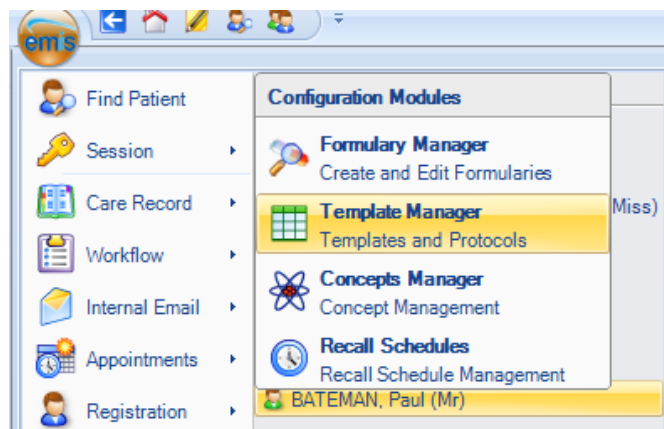 emis
Find Patient
Session
Care Record
Workflow
Internal Email
Appointments
Registration
Configuration Modules
Formulary Manager
Create and Edit Formularies
Template Manager
Templates and Protocols
Concepts Manager
Concept Management
Recall Schedules
Recall Schedule Management
Miss)
BATEMAN, Paul (Mr)